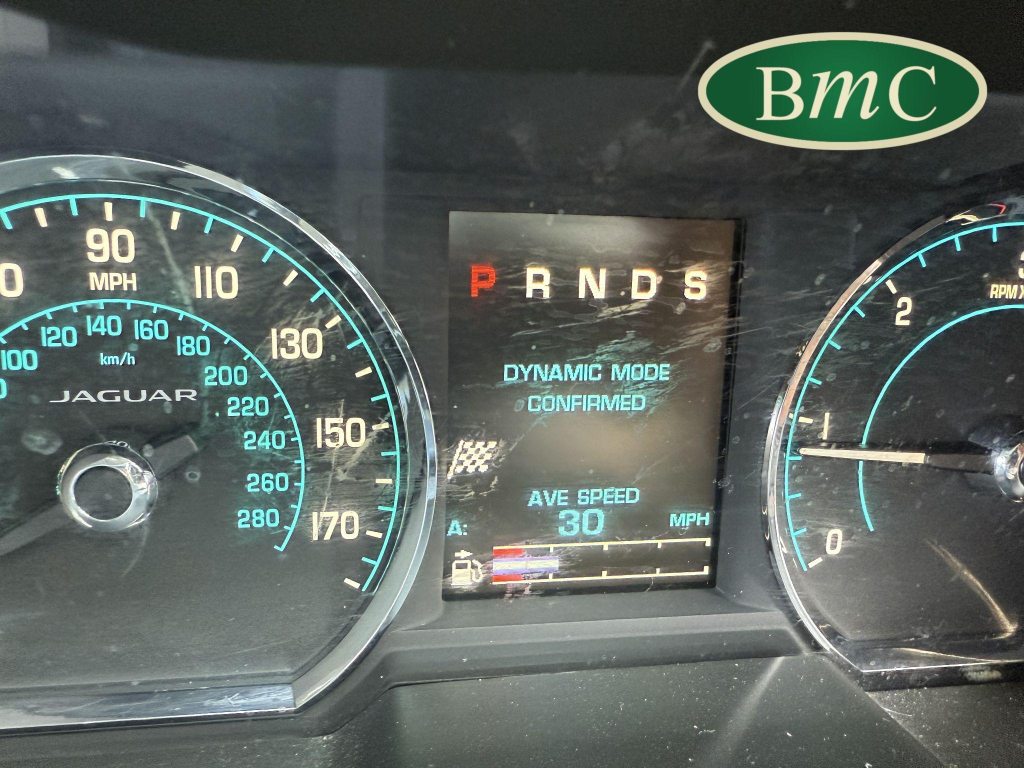 BMC
P R N D S
DYNAMIC MODE
CONFIRMED
AVE SPEED
A: 30 MPH
90
MPH
110
130
150
170
100
120
140
160
180
200
220
240
260
280
km/h
JAGUAR
0
1
2
RPM